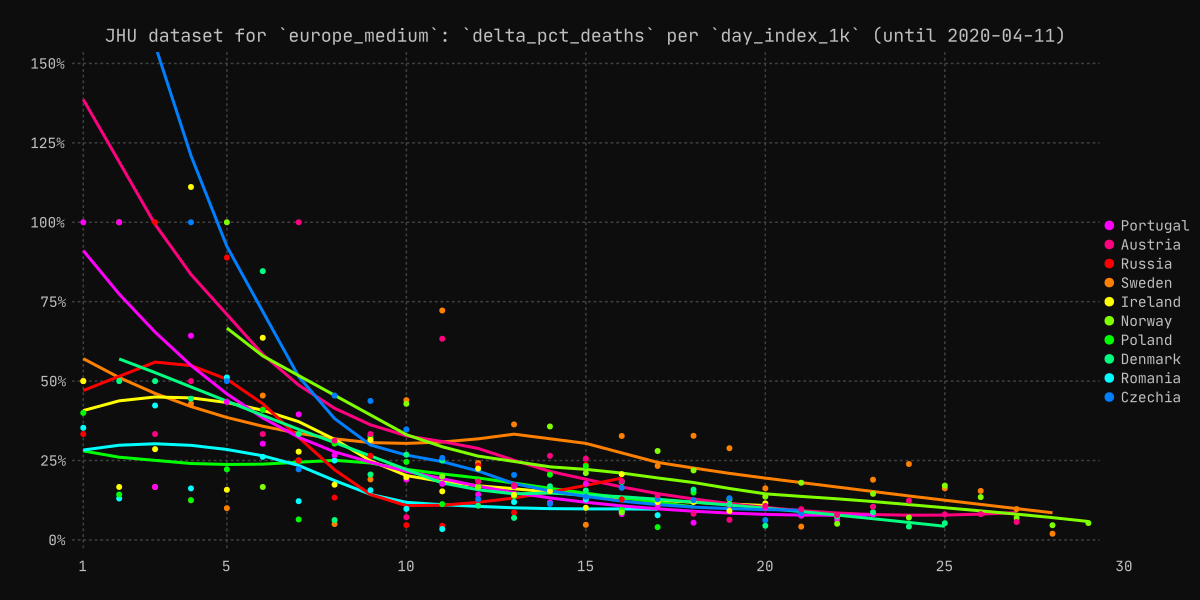 JHU dataset for `europe_medium`: `delta_pct_deaths` per `day_index_1k` (until 2020-04-11)
150%
125%
100%
75%
50%
25%
0%
1 5 10 15 20 25 30
Portugal
Austria
Russia
Sweden
Ireland
Norway
Poland
Denmark
Romania
Czechia